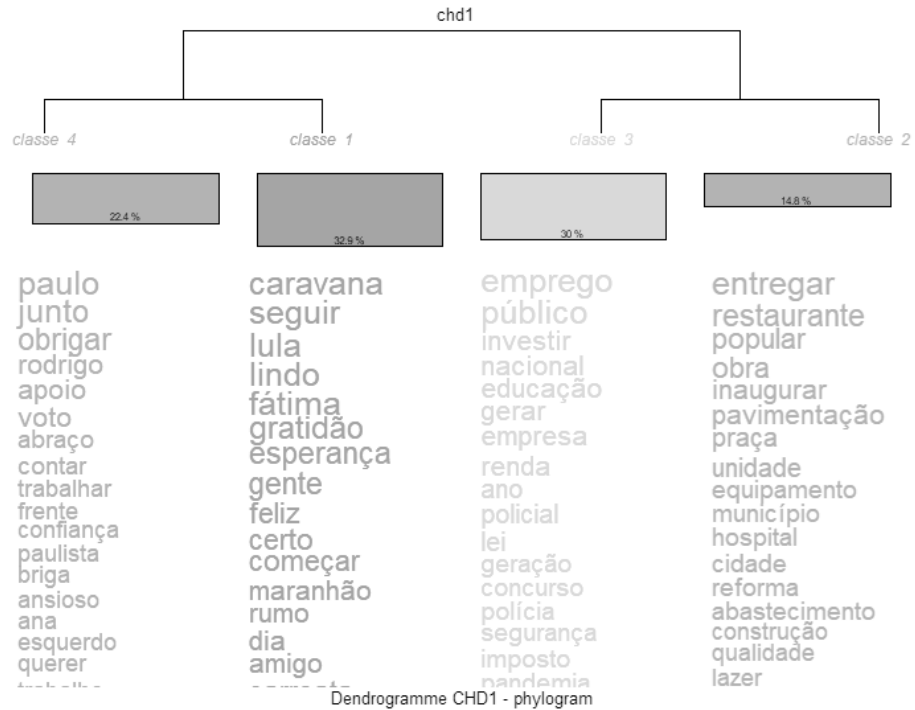 chd1
classe 4
classe 1
classe 3
classe 2
22.4 %
32.9 %
30 %
14.8 %
paulo
junto
obrigar
rodrigo
apoio
voto
abraço
contar
trabalhar
frente
confiança
paulista
briga
ansioso
ana
esquerdo
querer
caravana
seguir
lula
lindo
fátima
gratidão
esperança
gente
feliz
certo
começar
maranhão
rumo
dia
amigo
emprego
público
investir
nacional
educação
gerar
empresa
renda
ano
policial
lei
geração
concurso
polícia
segurança
imposto
pandemia
entregar
restaurante
popular
obra
inaugurar
pavimentação
praça
unidade
equipamento
município
hospital
cidade
reforma
abastecimento
construção
qualidade
lazer
Dendrogramme CHD1 - phylogram